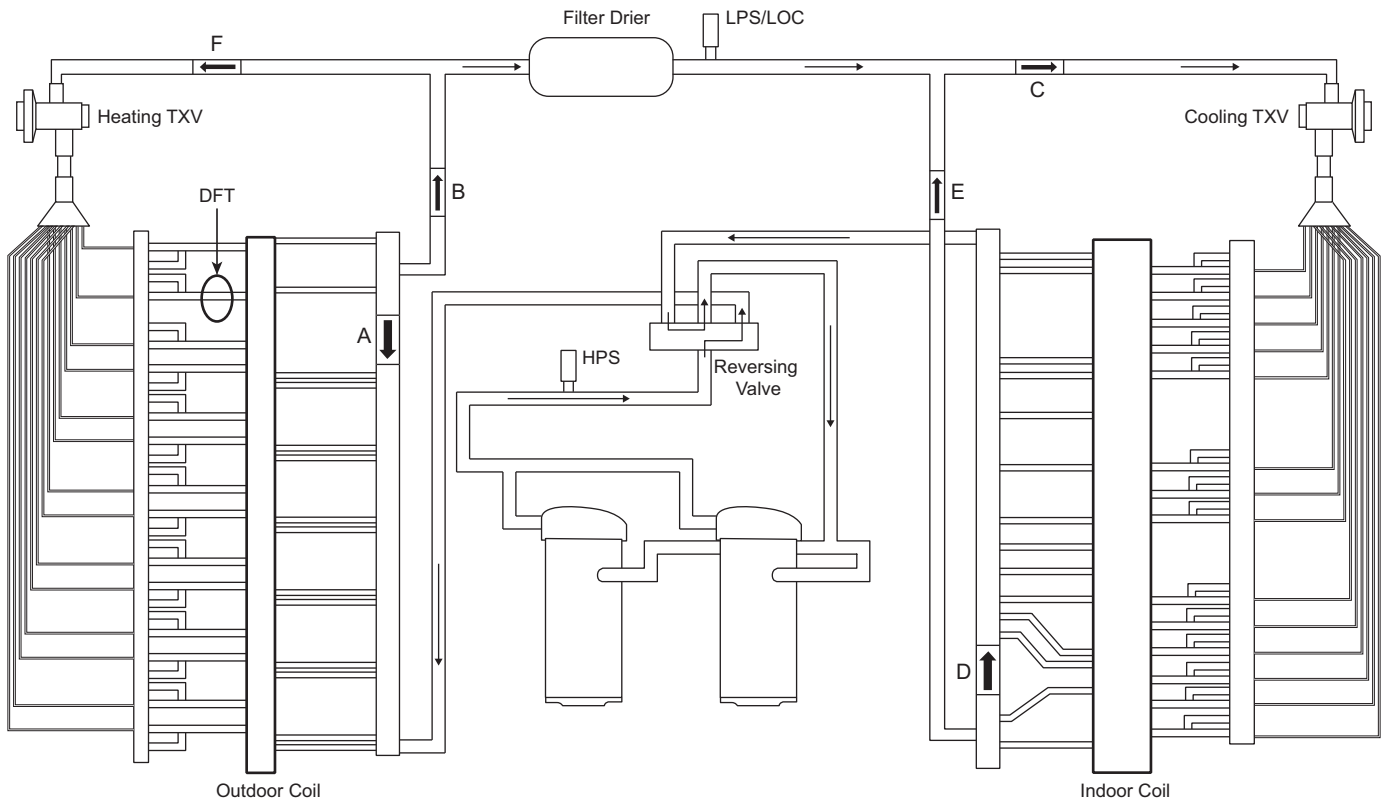 Filter Drier
LPS/LOC
F
C
Heating TXV
Cooling TXV
DFT
B
E
A
HPS
Reversing
Valve
D
Outdoor Coil
Indoor Coil